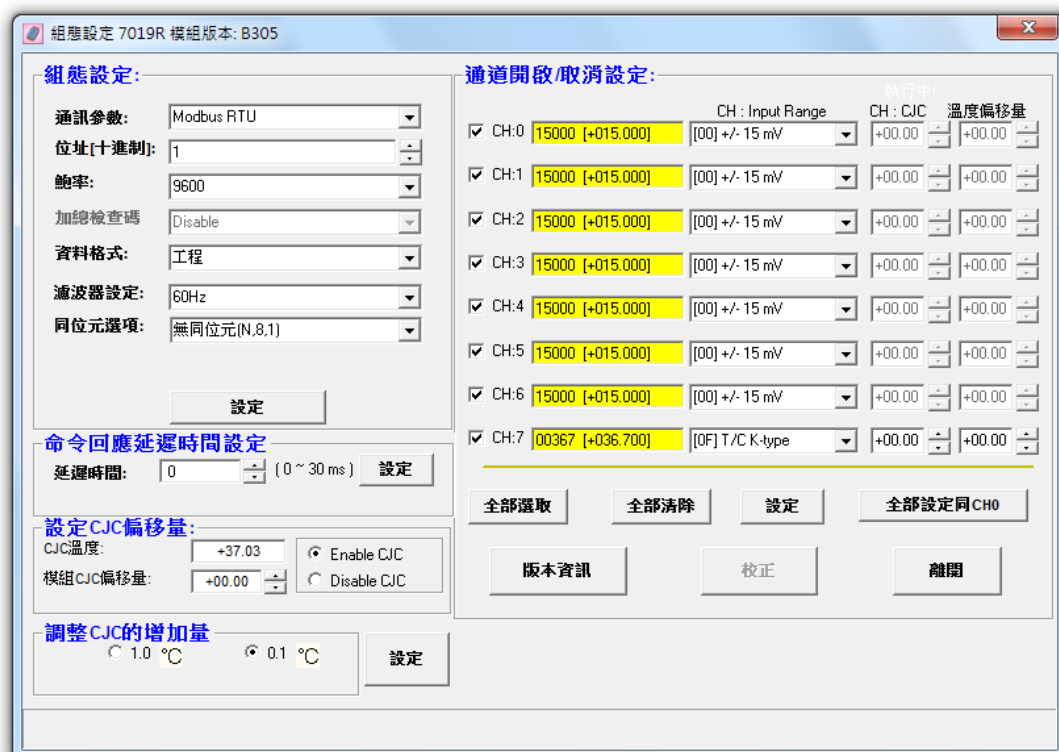 組態設定 7019R 模組版本: B305
組態設定:
通訊參數: Modbus RTU
位址[十進制]: 1
鮑率: 9600
加總檢查碼 Disable
資料格式: 工程
濾波器設定: 60Hz
同位元選項: 無同位元(N,8,1)
設定
命令回應延遲時間設定
延遲時間: 0 ( 0 ~ 30 ms ) 設定
設定CJC偏移量:
CJC溫度: +37.03
模組CJC偏移量: +00.00
Enable CJC
Disable CJC
調整CJC的增加量
1.0 °C 0.1 °C
設定
通道開啟/取消設定:
執行中!
CH : Input Range CH : CJC 溫度偏移量
CH:0 15000 [+015.000] [00] +/- 15 mV +00.00 +00.00
CH:1 15000 [+015.000] [00] +/- 15 mV +00.00 +00.00
CH:2 15000 [+015.000] [00] +/- 15 mV +00.00 +00.00
CH:3 15000 [+015.000] [00] +/- 15 mV +00.00 +00.00
CH:4 15000 [+015.000] [00] +/- 15 mV +00.00 +00.00
CH:5 15000 [+015.000] [00] +/- 15 mV +00.00 +00.00
CH:6 15000 [+015.000] [00] +/- 15 mV +00.00 +00.00
CH:7 00367 [+036.700] [0F] T/C K-type +00.00 +00.00
全部選取 全部清除 設定 全部設定同CH0
版本資訊 校正 離開